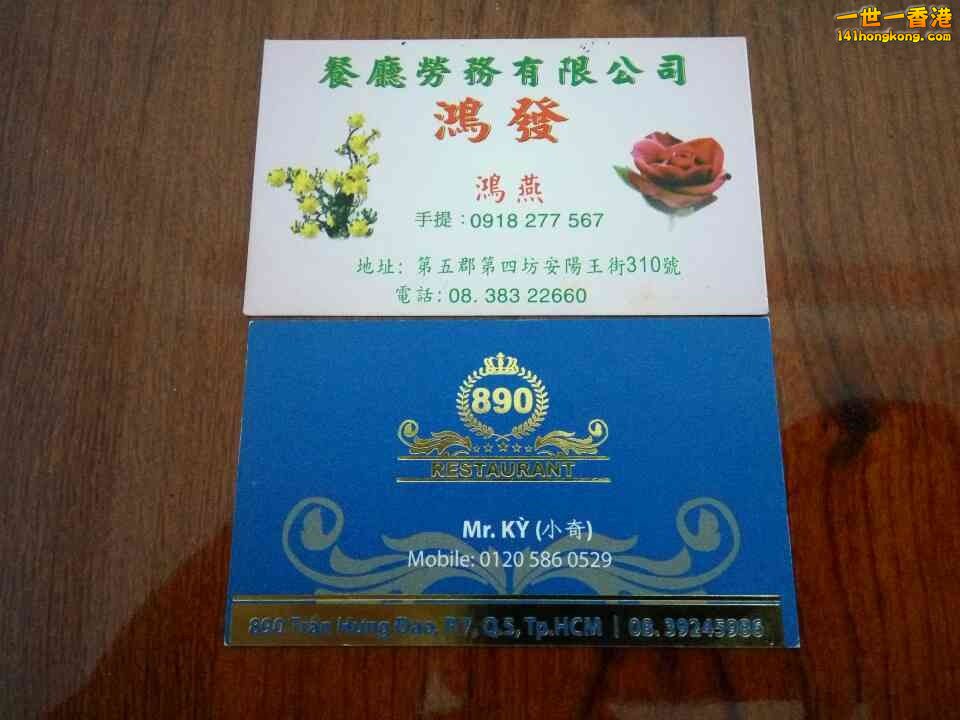 一世一香港
141hongkong.com
餐廳勞務有限公司
鴻發
鴻燕
手提：0918 277 567
地址：第五郡第四坊安陽王街310號
電話：08. 383 22660
890
RESTAURANT
Mr. KỲ (小奇)
Mobile: 0120 586 0529
890 Trần Hưng Đạo, P.7, Q.5, Tp.HCM | 08. 39245986